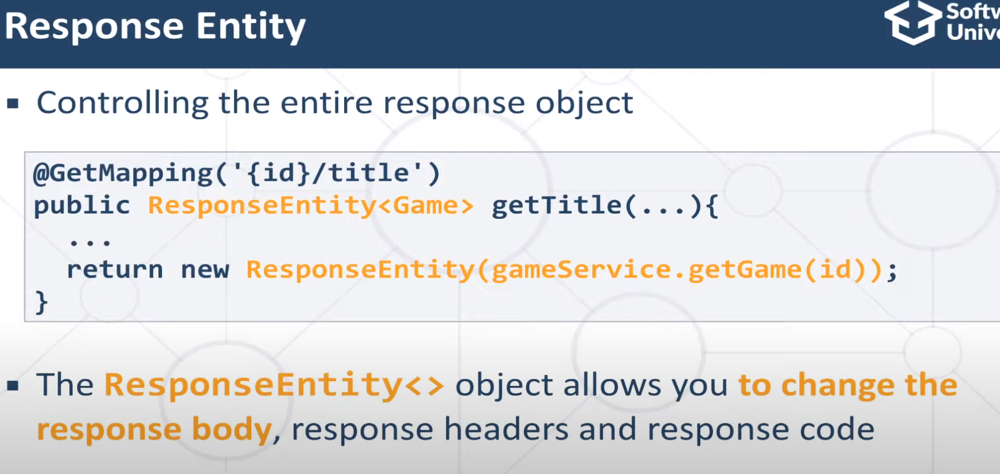 Response Entity
Softw
Unive
▪ Controlling the entire response object
@GetMapping('{id}/title')
public ResponseEntity<Game> getTitle(...){
...
return new ResponseEntity(gameService.getGame(id));
}
▪ The ResponseEntity<> object allows you to change the
response body, response headers and response code